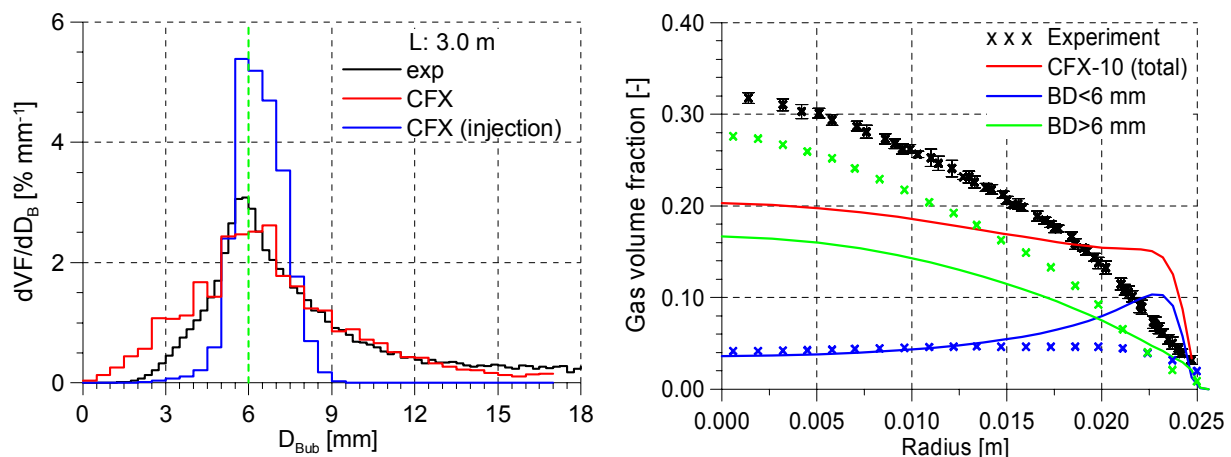 6
4
2
0
dVF/dD_B [% mm⁻¹]
L: 3.0 m
exp
CFX
CFX (injection)
0 3 6 9 12 15 18
D_Bub [mm]
0.40
0.30
0.20
0.10
0.00
Gas volume fraction [-]
x x x Experiment
CFX-10 (total)
BD<6 mm
BD>6 mm
0.000 0.005 0.010 0.015 0.020 0.025
Radius [m]